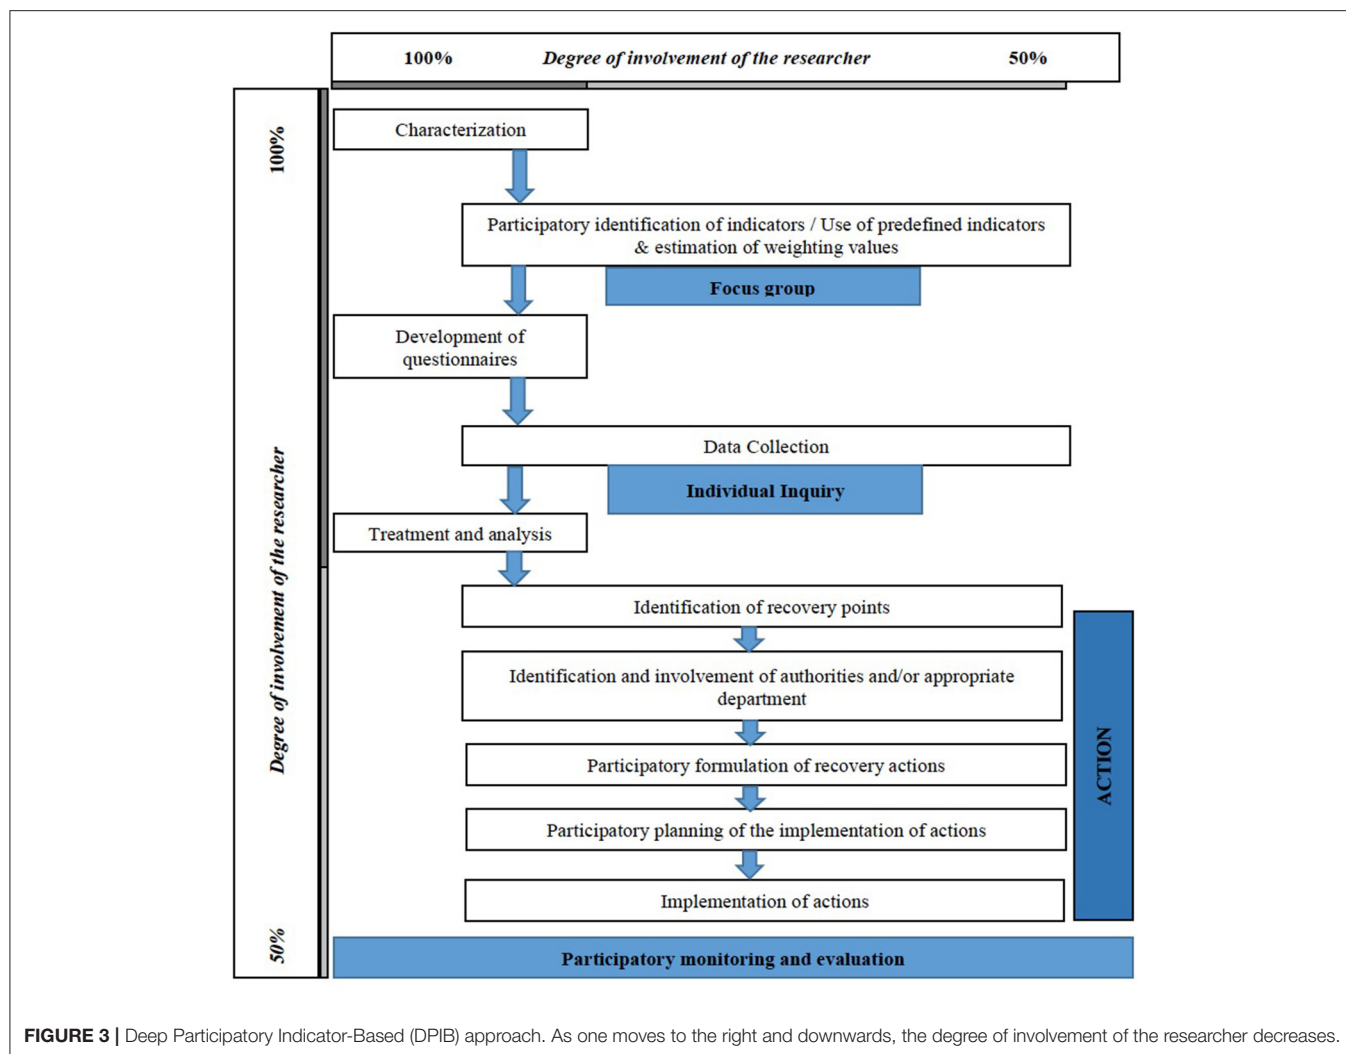 100% Degree of involvement of the researcher 50%
100%
Degree of involvement of the researcher
50%
Characterization
Participatory identification of indicators / Use of predefined indicators
& estimation of weighting values
Focus group
Development of
questionnaires
Data Collection
Individual Inquiry
Treatment and analysis
Identification of recovery points
Identification and involvement of authorities and/or appropriate
department
Participatory formulation of recovery actions
Participatory planning of the implementation of actions
Implementation of actions
ACTION
Participatory monitoring and evaluation
FIGURE 3 | Deep Participatory Indicator-Based (DPIB) approach. As one moves to the right and downwards, the degree of involvement of the researcher decreases.